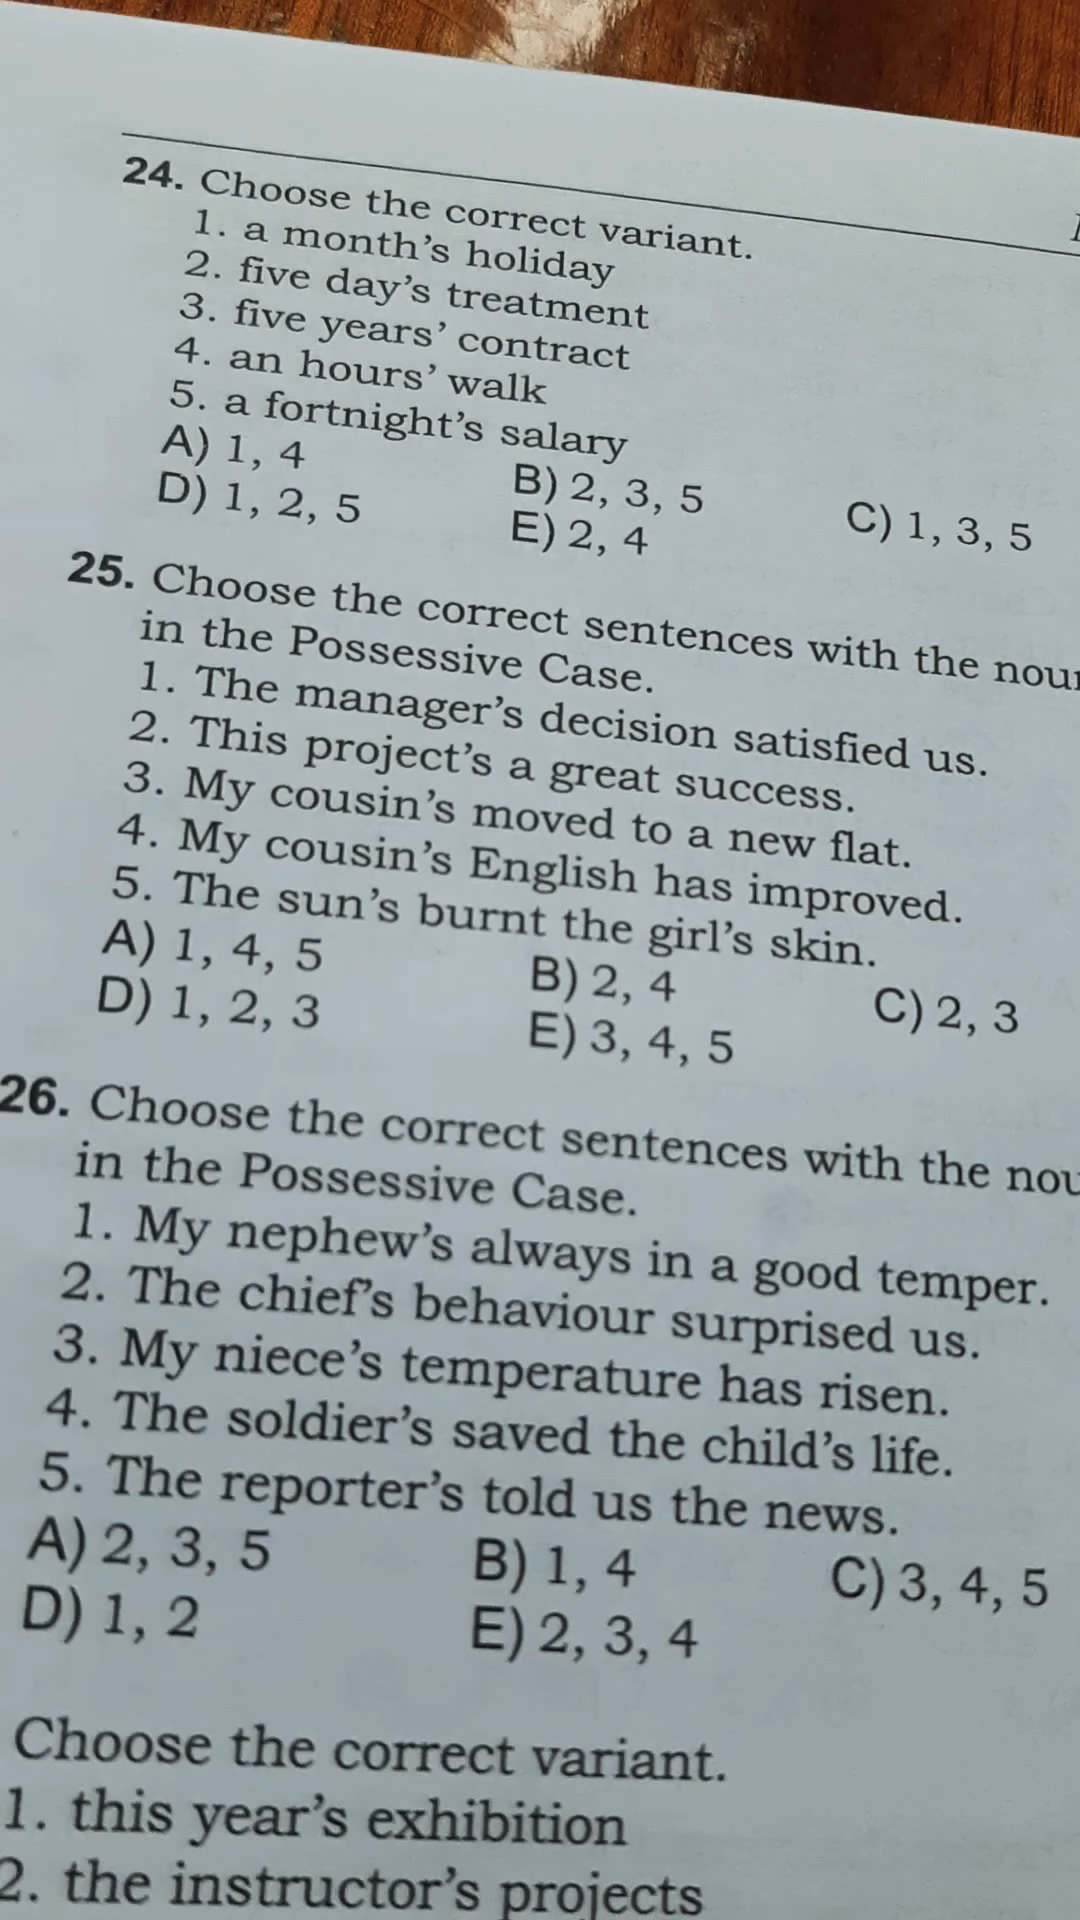 24. Choose the correct variant.
1. a month's holiday
2. five day's treatment
3. five years' contract
4. an hours' walk
5. a fortnight's salary
A) 1, 4
B) 2, 3, 5
C) 1, 3, 5
D) 1, 2, 5
E) 2, 4
25. Choose the correct sentences with the
in the Possessive Case.
1. The manager's decision satisfied us.
2. This project's a great success.
3. My cousin's moved to a new flat.
4. My cousin's English has improved.
5. The sun's burnt the girl's skin.
A) 1, 4, 5
B) 2, 4
C) 2, 3
D) 1, 2, 3
E) 3, 4, 5
26. Choose the correct sentences with the
in the Possessive Case.
1. My nephew's always in a good temper.
2. The chief's behaviour surprised us.
3. My niece's temperature has risen.
4. The soldier's saved the child's life.
5. The reporter's told us the news.
A) 2, 3, 5
B) 1, 4
C) 3, 4, 5
D) 1, 2
E) 2, 3, 4
Choose the correct variant.
1. this year's exhibition
2. the instructor's projects